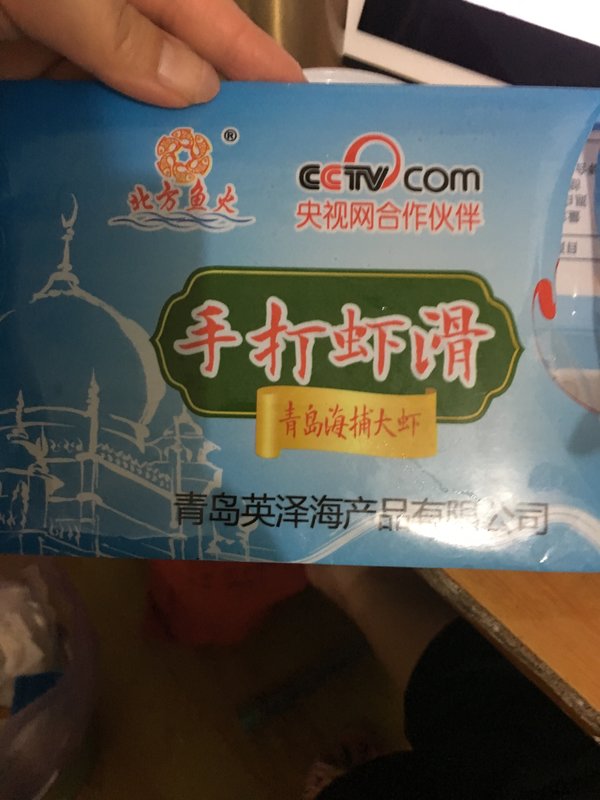 北方鱼火 ®
CCTV.com
央视网合作伙伴
手打虾滑
青岛海捕大虾
青岛英泽海产品有限公司